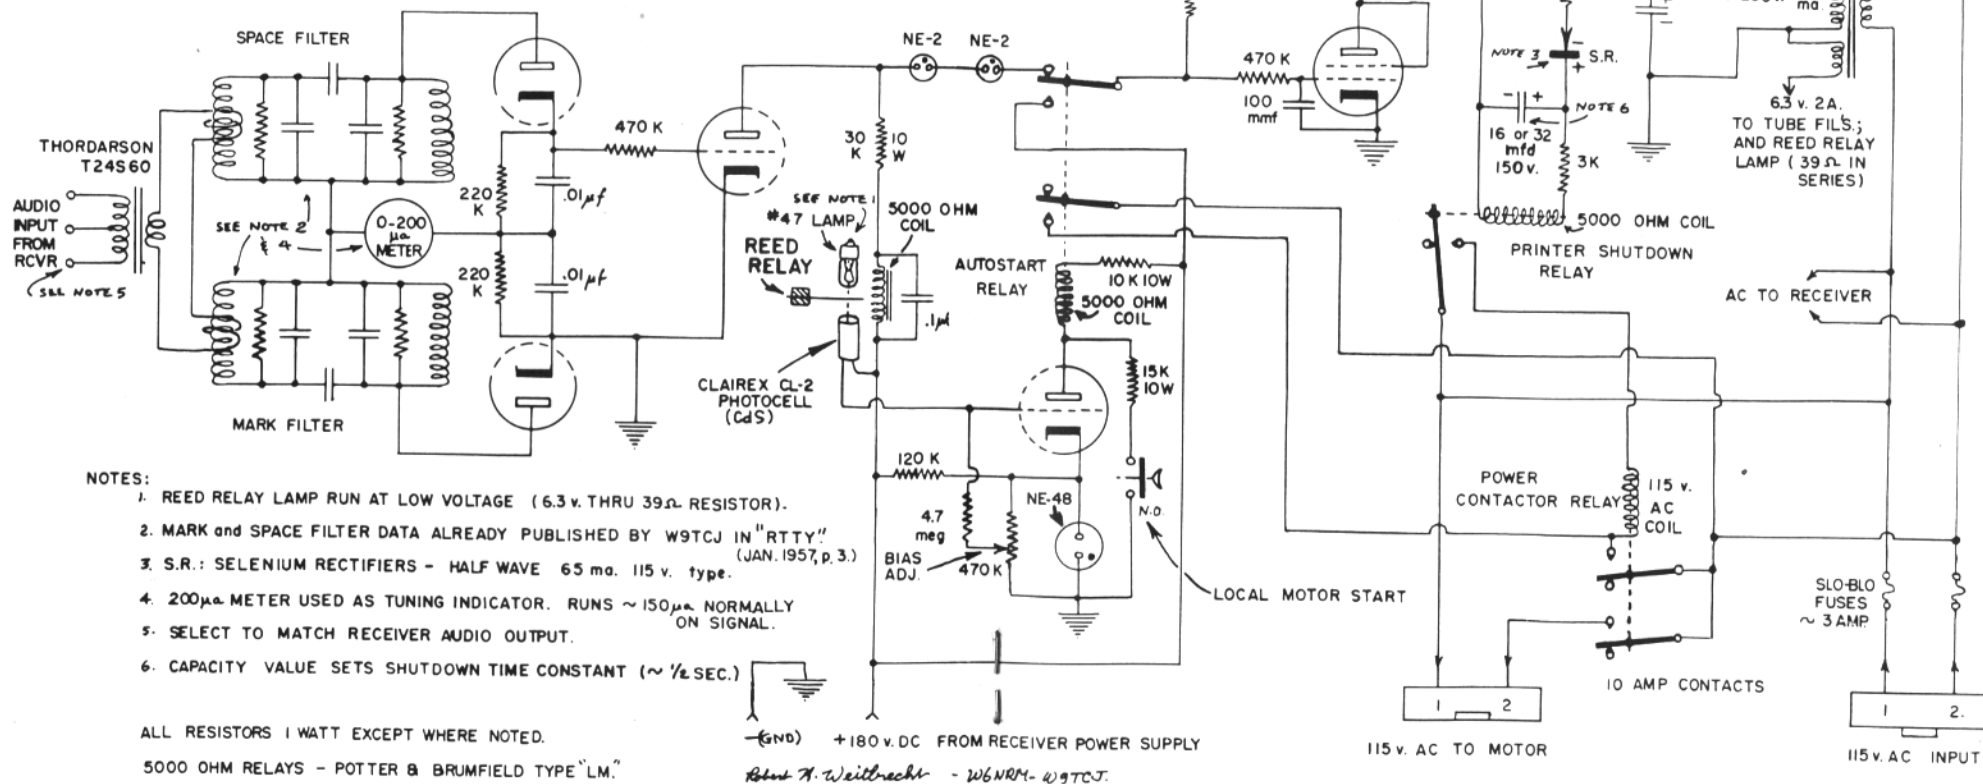 SPACE FILTER
THORDARSON
T24S60
AUDIO
INPUT
FROM
RCVR
SEE NOTE 5
SEE NOTE 2
& 4
0-200
µa
METER
MARK FILTER
220
K
.01µf
220
K
.01µf
470 K
NE-2
NE-2
30
K
10
W
SEE NOTE 1
#47 LAMP
5000 OHM
COIL
REED
RELAY
.1µf
CLAIREX CL-2
PHOTOCELL
(CdS)
AUTOSTART
RELAY
10K 10W
5000 OHM
COIL
15K
10W
120 K
4.7
meg
BIAS
ADJ.
470K
NE-48
N.O.
LOCAL MOTOR START
470 K
100
mmf
NOTE 3
-
S.R.
+
- +
NOTE 6
16 or 32
mfd
150 v.
3K
5000 OHM COIL
PRINTER SHUTDOWN
RELAY
ma.
6.3 v. 2A.
TO TUBE FILS.;
AND REED RELAY
LAMP (39Ω IN
SERIES)
AC TO RECEIVER
POWER
CONTACTOR RELAY
115 v.
AC
COIL
SLO-BLO
FUSES
~ 3 AMP.
10 AMP CONTACTS
1 2
115 v. AC TO MOTOR
1 2.
115 v. AC INPUT
NOTES:
1. REED RELAY LAMP RUN AT LOW VOLTAGE (6.3 v. THRU 39Ω RESISTOR).
2. MARK and SPACE FILTER DATA ALREADY PUBLISHED BY W9TCJ IN "RTTY."
(JAN. 1957, p. 3.)
3. S.R.: SELENIUM RECTIFIERS - HALF WAVE 65 ma. 115 v. type.
4. 200µa METER USED AS TUNING INDICATOR. RUNS ~150µa NORMALLY
ON SIGNAL.
5. SELECT TO MATCH RECEIVER AUDIO OUTPUT.
6. CAPACITY VALUE SETS SHUTDOWN TIME CONSTANT (~ 1/2 SEC.)
ALL RESISTORS 1 WATT EXCEPT WHERE NOTED.
5000 OHM RELAYS - POTTER & BRUMFIELD TYPE "LM."
-(GND)
+180 v. DC FROM RECEIVER POWER SUPPLY
Robert H. Weitbrecht - W6NRM - W9TCJ.